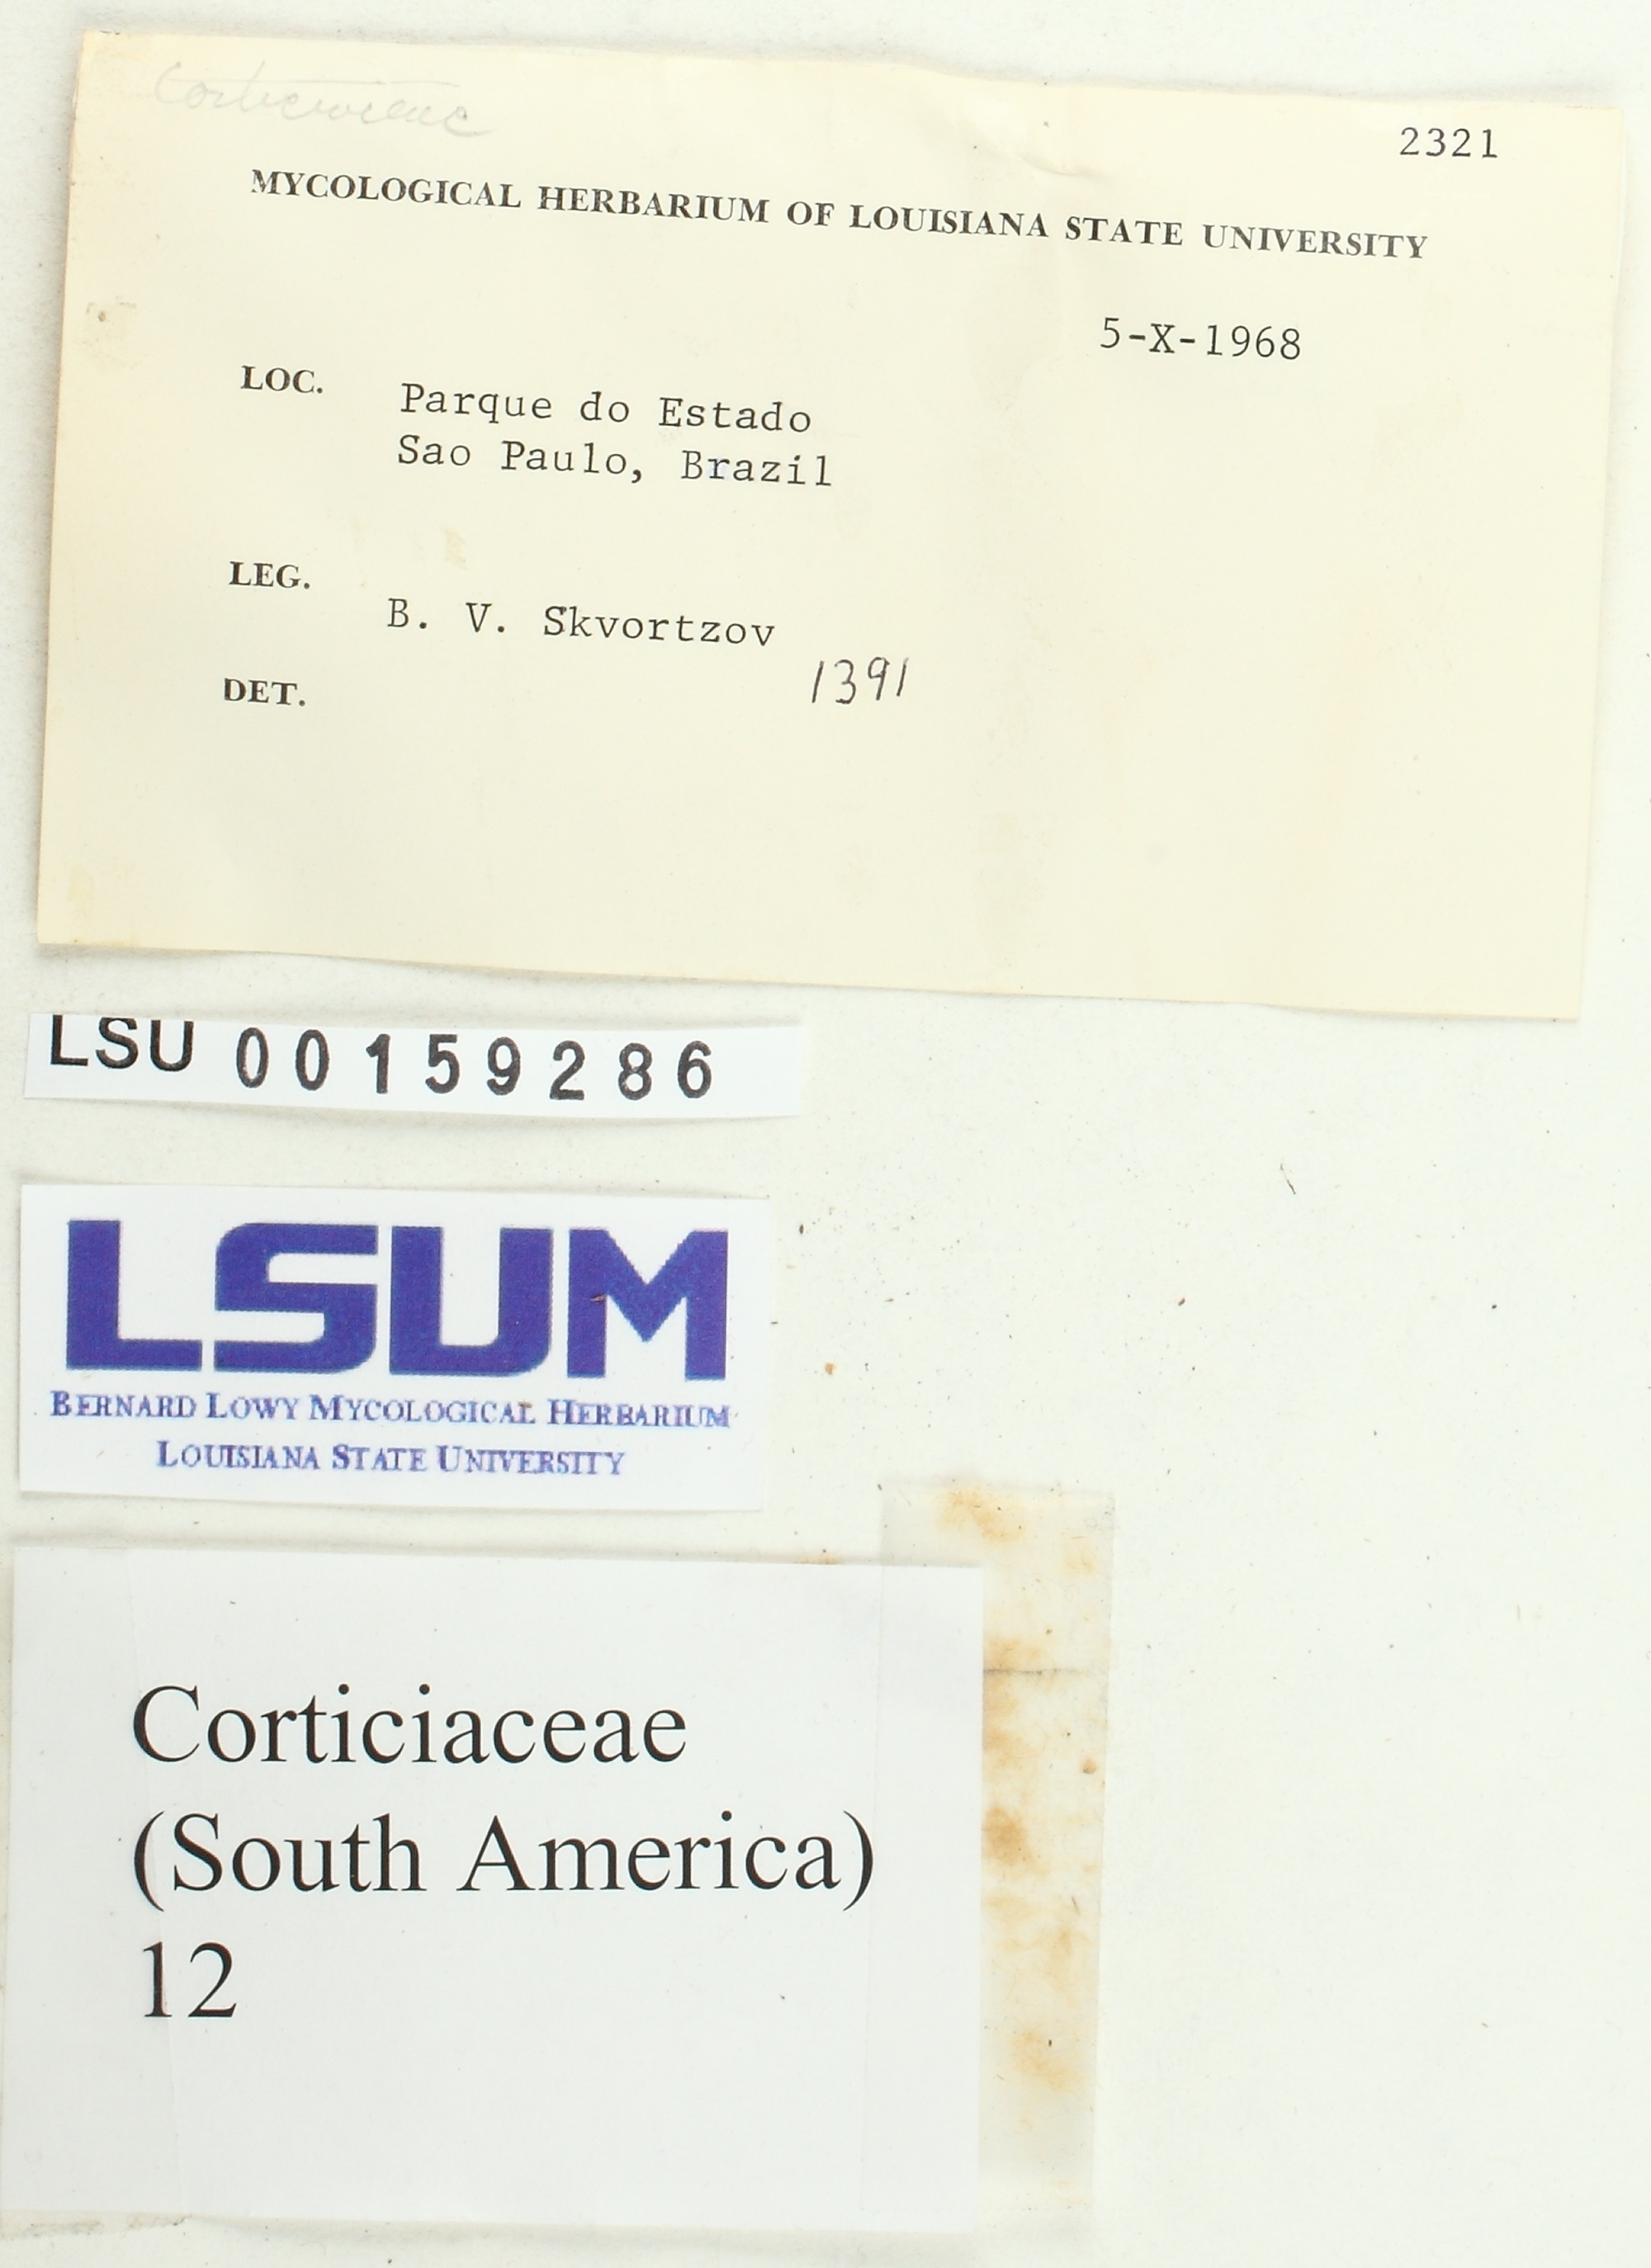 2321
MYCOLOGICAL HERBARIUM OF LOUISIANA STATE UNIVERSITY
5-X-1968
LOC. Parque do Estado
Sao Paulo, Brazil
LEG. B. V. Skvortzov
1391
DET.
LSU 00159286
LSUM
BERNARD LOWY MYCOLOGICAL HERBARIUM
LOUISIANA STATE UNIVERSITY
Corticiaceae
(South America)
12